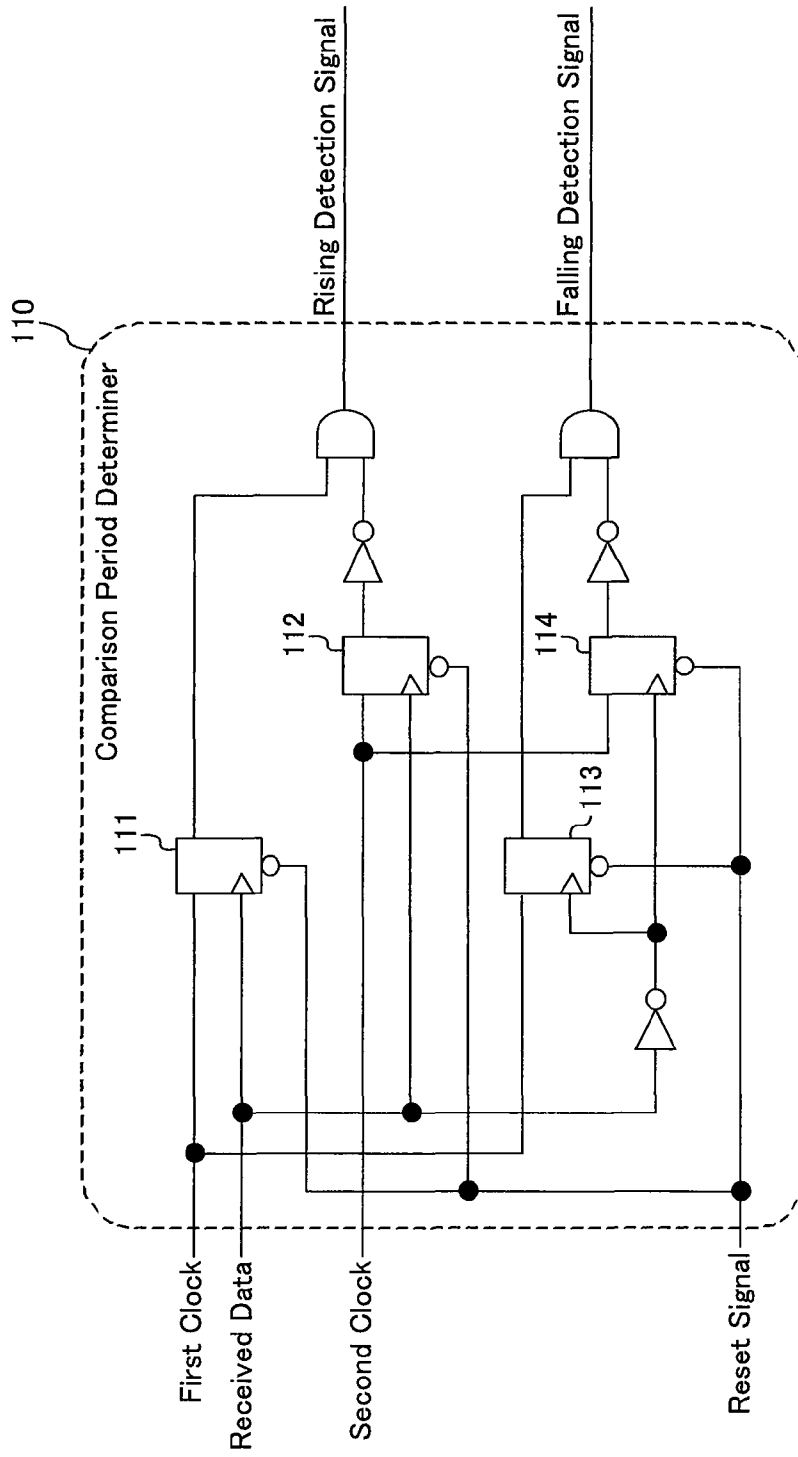 110
Comparison Period Determiner
First Clock
Received Data
Second Clock
Reset Signal
111
112
113
114
Rising Detection Signal
Falling Detection Signal